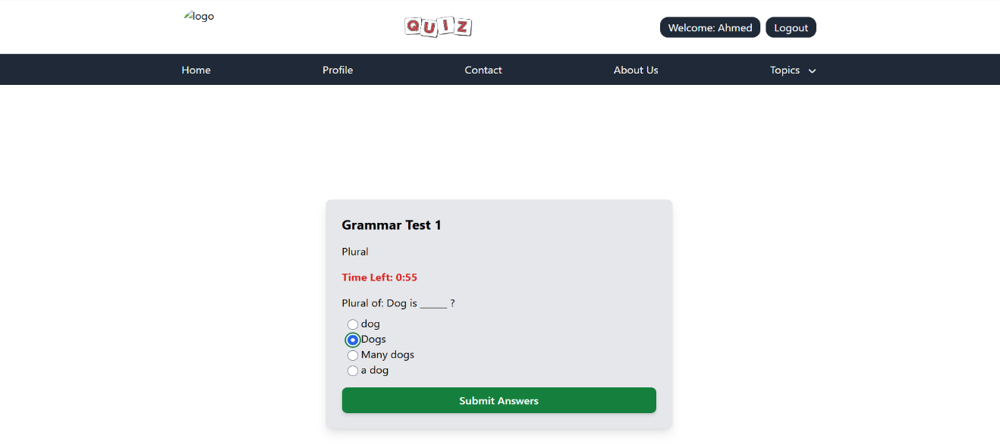 logo
QUIZ
Welcome: Ahmed
Logout
Home
Profile
Contact
About Us
Topics
Grammar Test 1
Plural
Time Left: 0:55
Plural of: Dog is ______ ?
dog
Dogs
Many dogs
a dog
Submit Answers